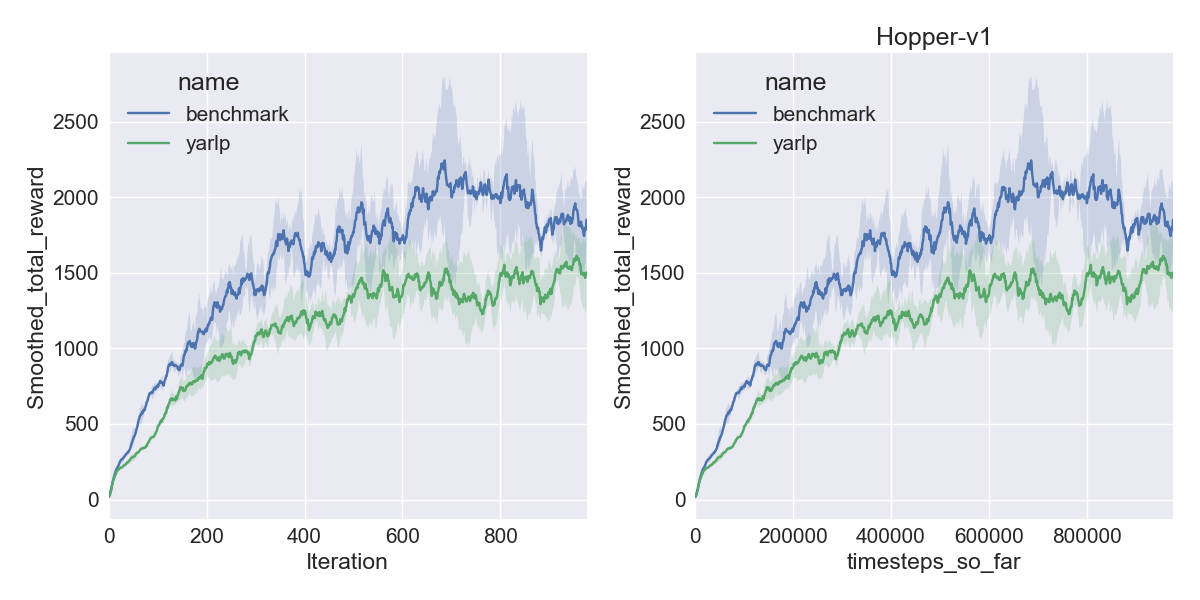 name
benchmark
yarlp
2500
2000
1500
1000
500
0
Smoothed_total_reward
0 200 400 600 800
Iteration
Hopper-v1
name
benchmark
yarlp
2500
2000
1500
1000
500
0
Smoothed_total_reward
0 200000 400000 600000 800000
timesteps_so_far